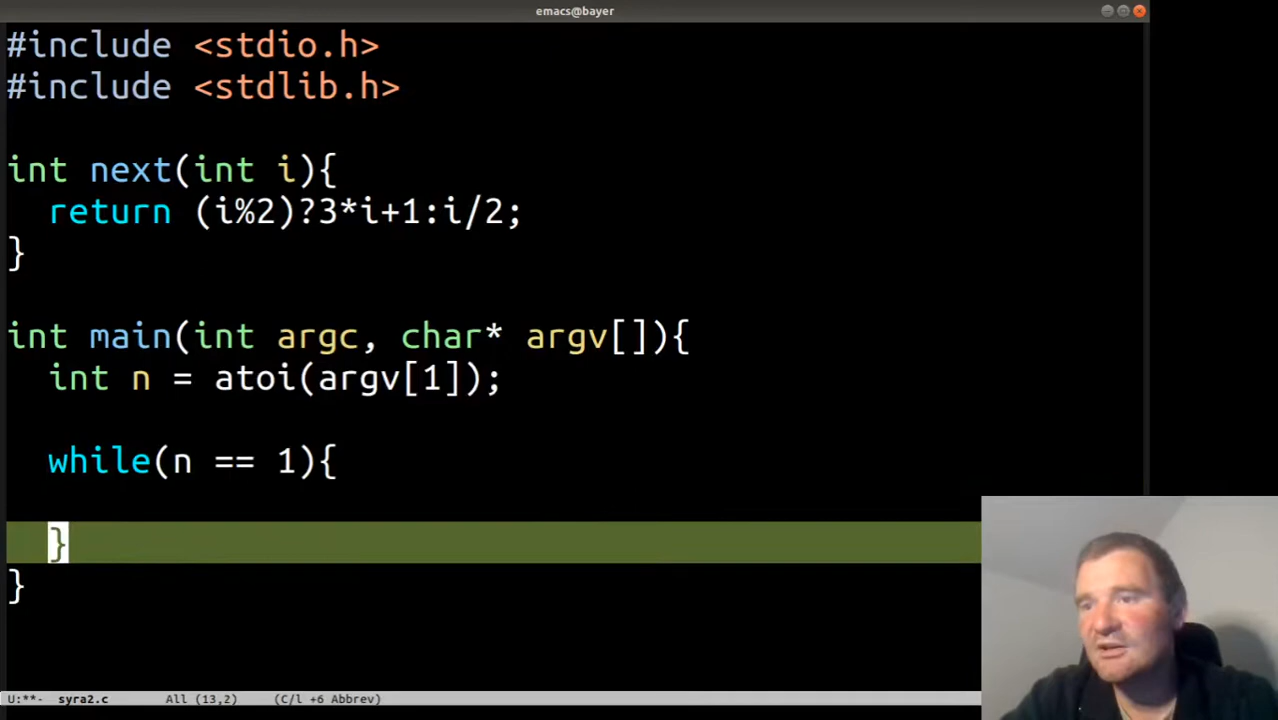 emacs@bayer
#include <stdio.h>
#include <stdlib.h>
int next(int i){
return (i%2)?3*i+1:i/2;
}
int main(int argc, char* argv[]){
int n = atoi(argv[1]);
while(n == 1){
}
}
U:**- syra2.c All (13,2) (C/l +6 Abbrev)